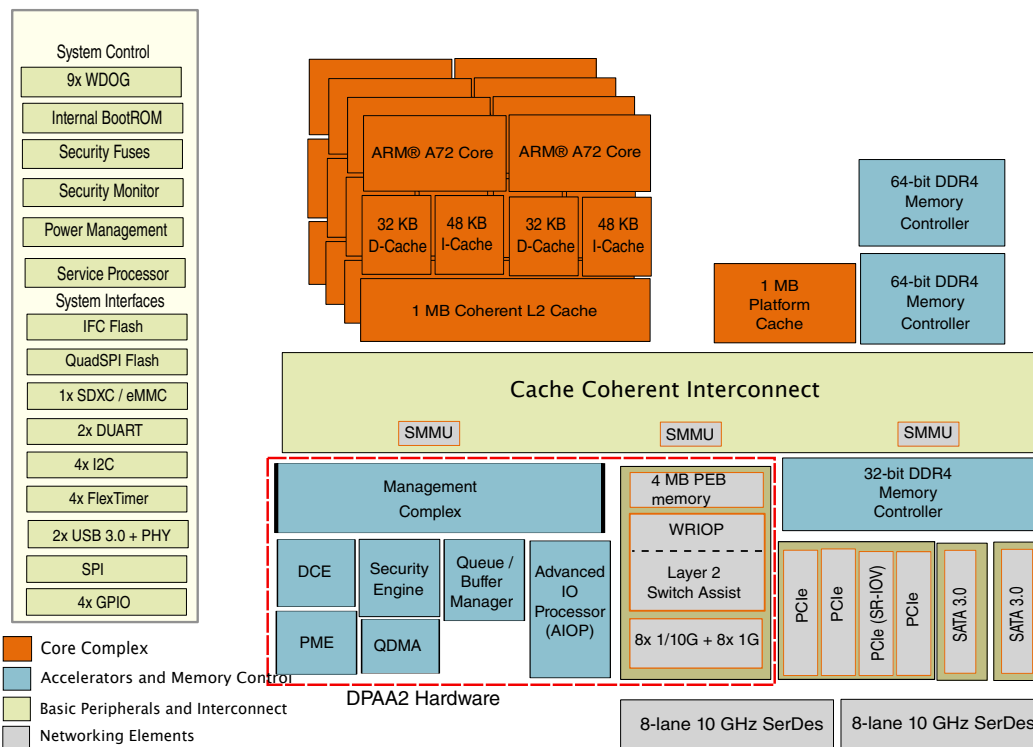 System Control
9x WDOG
Internal BootROM
Security Fuses
Security Monitor
Power Management
Service Processor
System Interfaces
IFC Flash
QuadSPI Flash
1x SDXC / eMMC
2x DUART
4x I2C
4x FlexTimer
2x USB 3.0 + PHY
SPI
4x GPIO
ARM® A72 Core
ARM® A72 Core
32 KB
D-Cache
48 KB
I-Cache
32 KB
D-Cache
48 KB
I-Cache
1 MB Coherent L2 Cache
64-bit DDR4
Memory
Controller
1 MB
Platform
Cache
64-bit DDR4
Memory
Controller
Cache Coherent Interconnect
SMMU
SMMU
SMMU
Management
Complex
DCE
Security
Engine
Queue /
Buffer
Manager
Advanced
IO
Processor
(AIOP)
PME
QDMA
DPAA2 Hardware
4 MB PEB
memory
WRIOP
Layer 2
Switch Assist
8x 1/10G + 8x 1G
32-bit DDR4
Memory
Controller
PCIe
PCIe
PCIe (SR-IOV)
PCIe
SATA 3.0
SATA 3.0
8-lane 10 GHz SerDes
8-lane 10 GHz SerDes
Core Complex
Accelerators and Memory Control
Basic Peripherals and Interconnect
Networking Elements